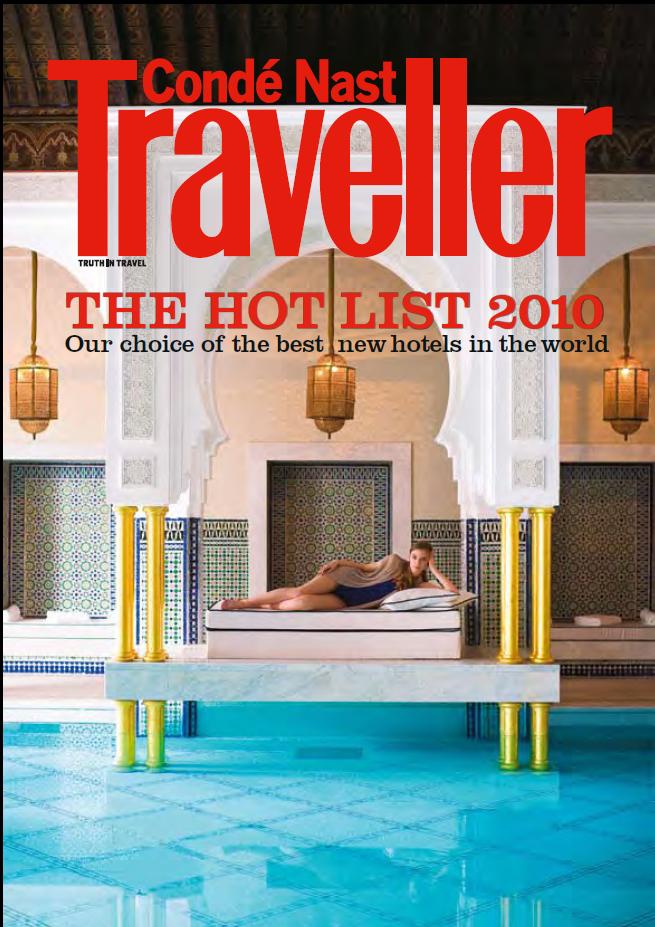 Condé Nast
Traveller
TRUTH IN TRAVEL
THE HOT LIST 2010
Our choice of the best new hotels in the world